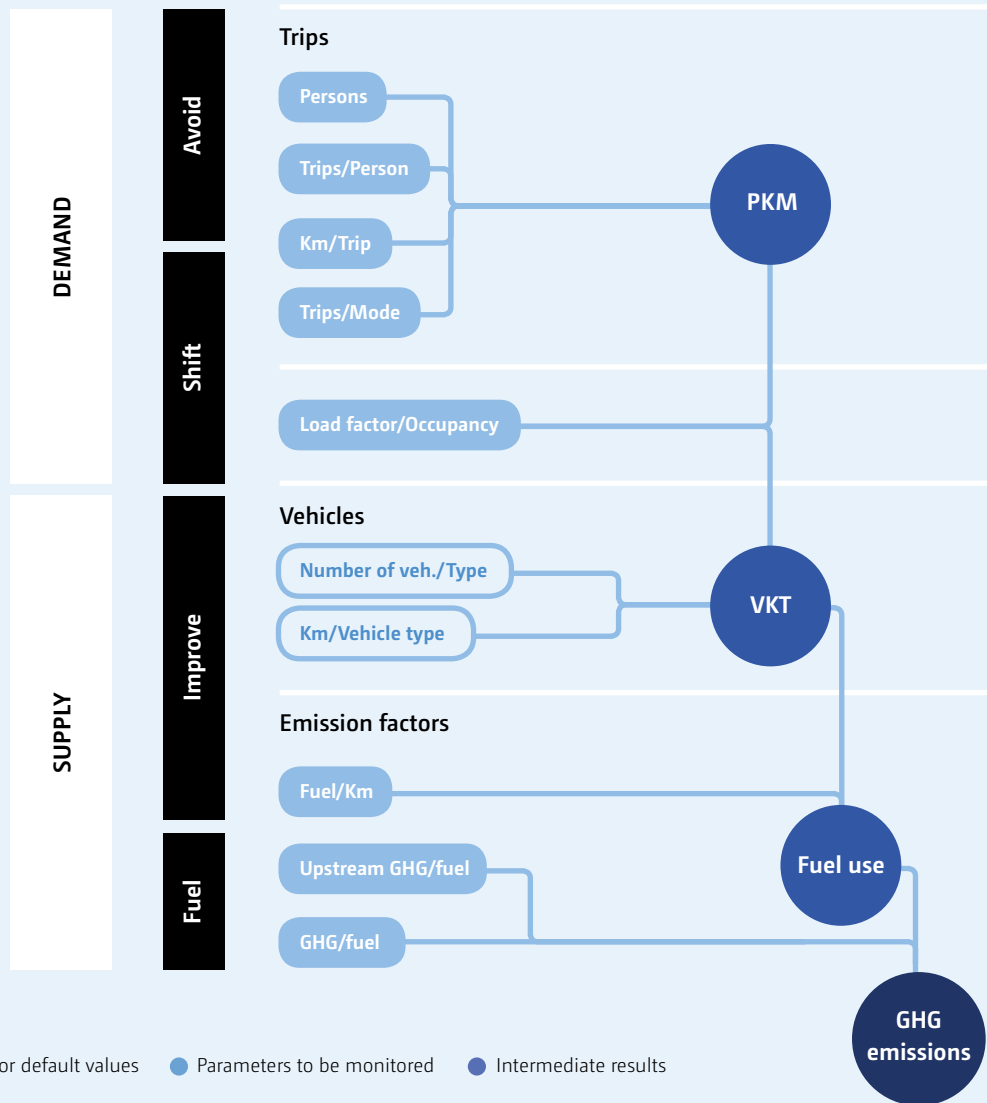 DEMAND
Avoid
Shift
Trips
Persons
Trips/Person
Km/Trip
Trips/Mode
PKM
Load factor/Occupancy
SUPPLY
Improve
Fuel
Vehicles
Number of veh./Type
Km/Vehicle type
VKT
Emission factors
Fuel/Km
Upstream GHG/fuel
GHG/fuel
Fuel use
GHG
emissions
or default values Parameters to be monitored Intermediate results